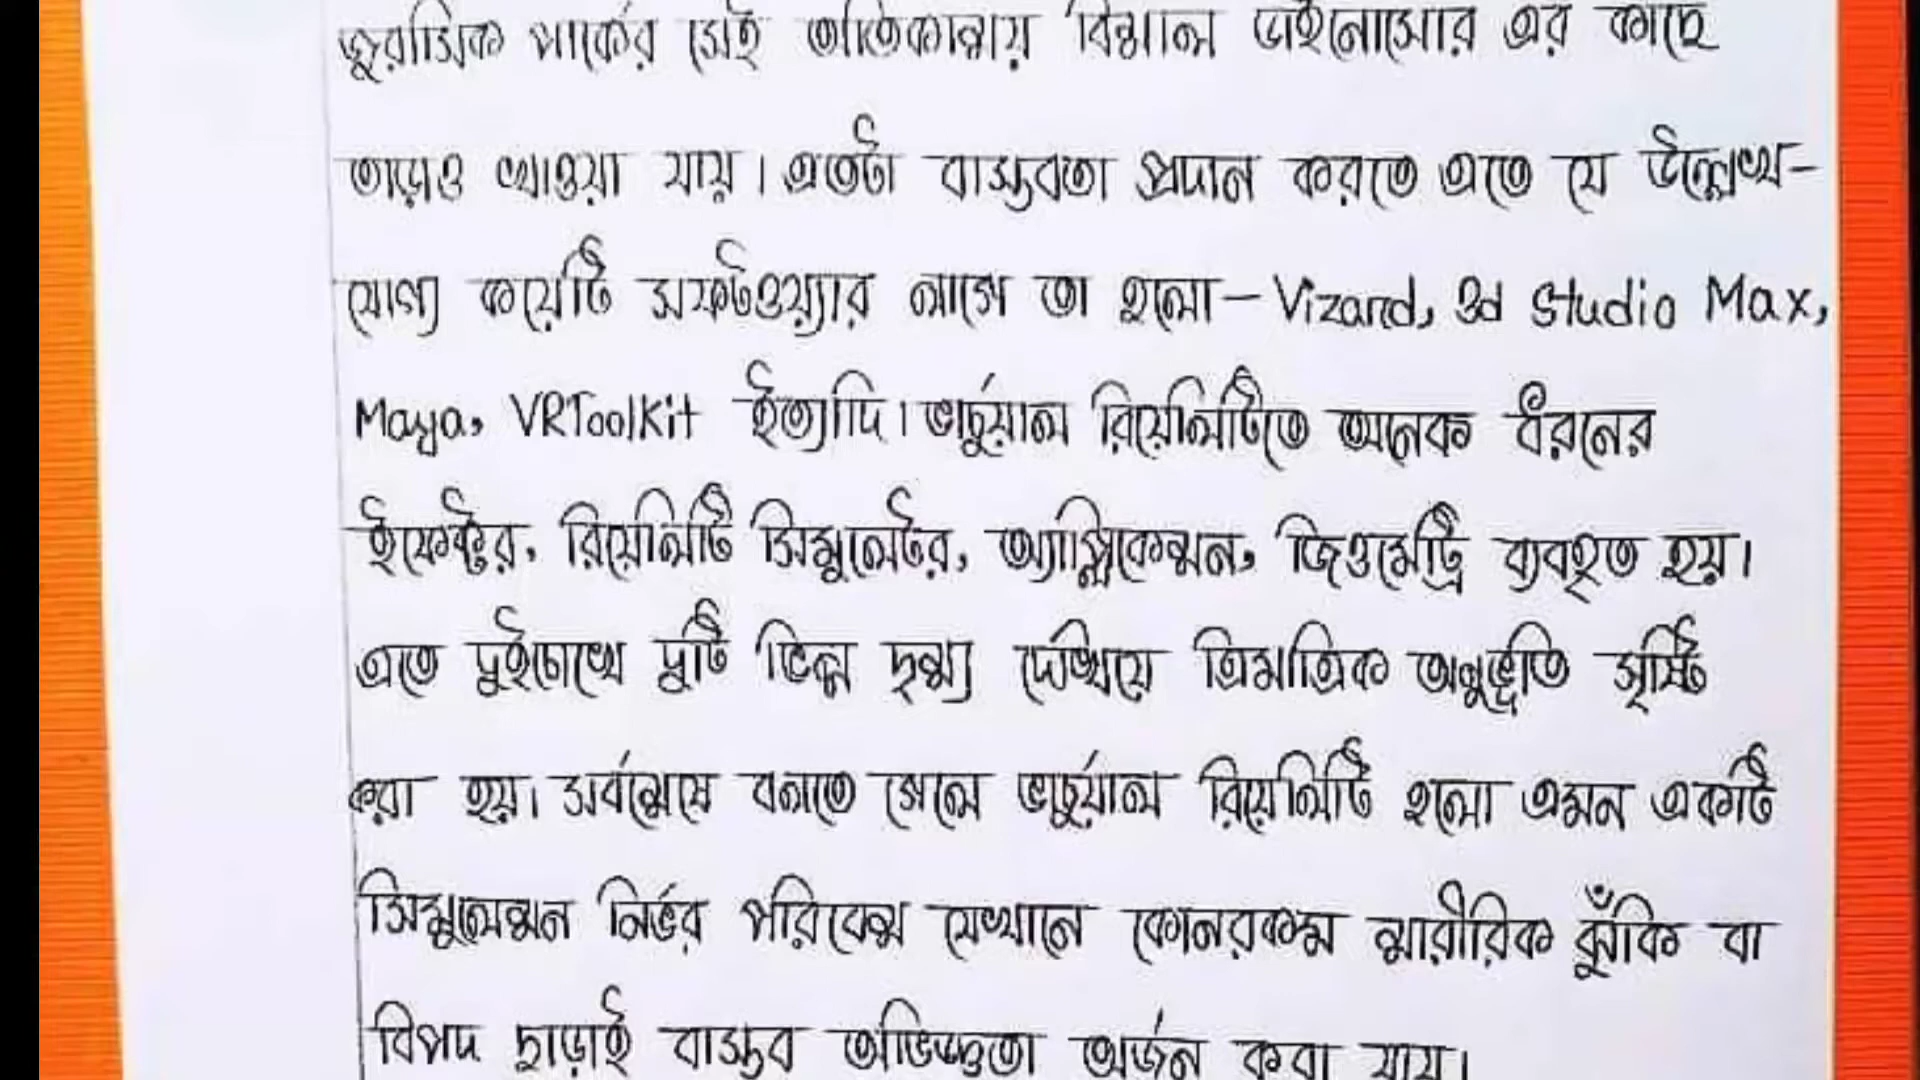 জুরাসিক পার্কের সেই অতিকায় বিশাল ডাইনোসোর এর কাছে
তাড়াও খাওয়া যায়। এতোটা বাস্তবতা প্রদান করতে এতে যে উল্লেখ-
যোগ্য কয়েটি সফটওয়্যার লাগে তা হলো - Vizard, 3d Studio Max,
Maya, VRToolKit ইত্যাদি। ভার্চুয়াল রিয়েলিটিতে অনেক ধরনের
ইফেক্টর, রিয়েলিটি সিমুলেটর, অ্যাপ্লিকেশন, জিওমেট্রি ব্যবহৃত হয়।
এতে দুইচোখে দুটি ভিন্ন দৃশ্য দেখিয়ে ত্রিমাত্রিক অনুভূতি সৃষ্টি
করা হয়। সর্বশেষে বলতে গেলে ভার্চুয়াল রিয়েলিটি হলো এমন একটি
সিমুলেশন নির্ভর পরিবেশ যেখানে কোনরকম শারীরিক ঝুঁকি বা
বিপদ ছাড়াই বাস্তব অভিজ্ঞতা অর্জন করা যায়।